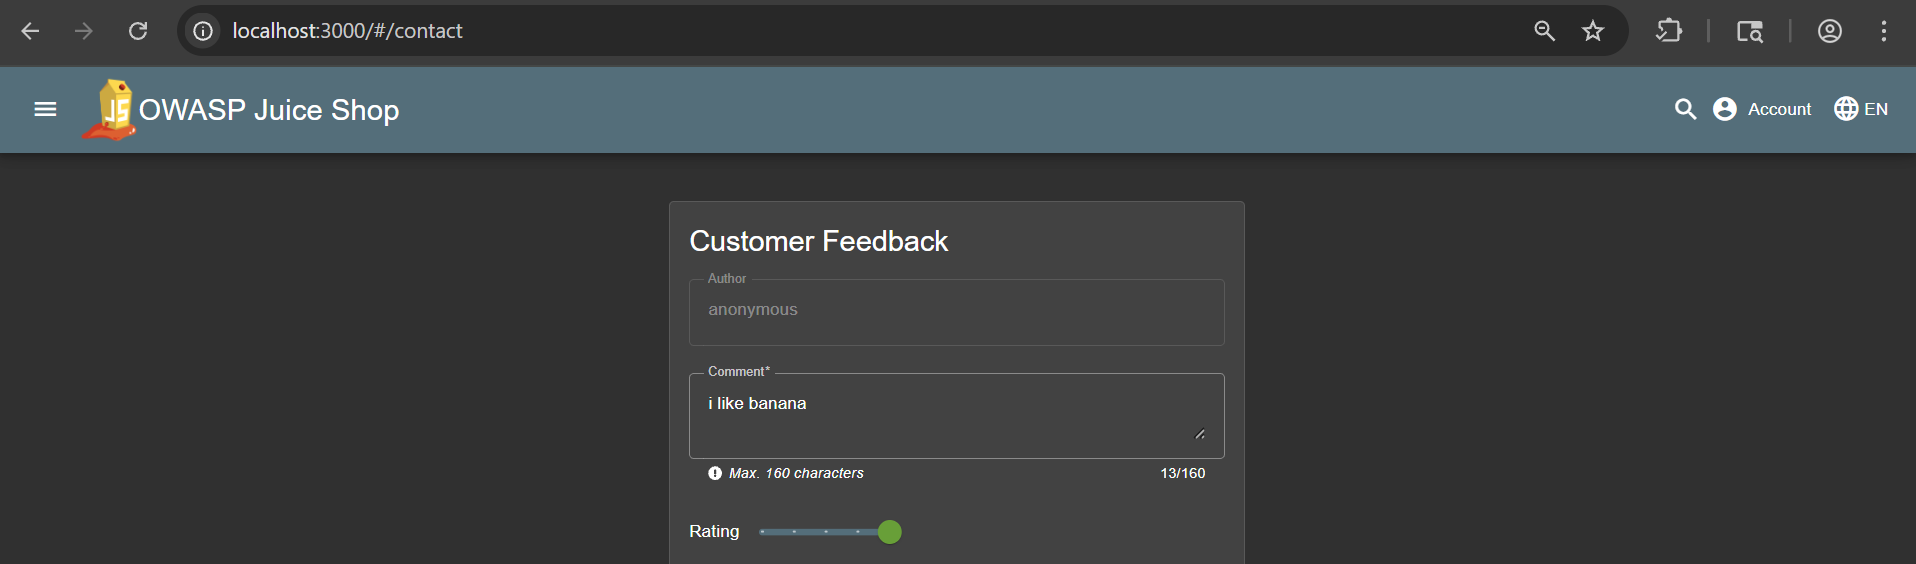 localhost:3000/#/contact
JS OWASP Juice Shop
Account
EN
Customer Feedback
Author
anonymous
Comment*
i like banana
Max. 160 characters
13/160
Rating